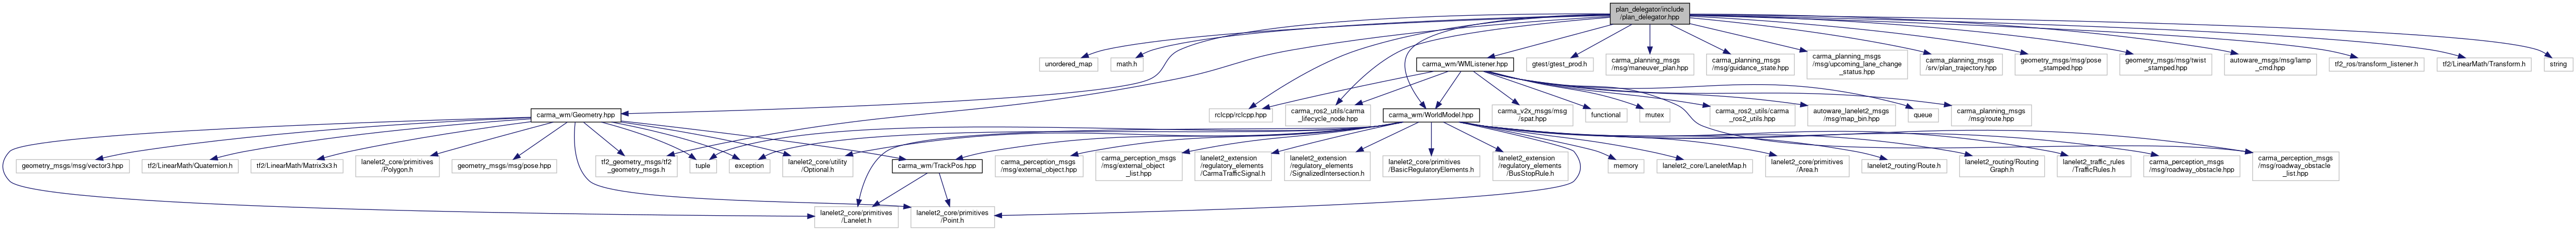 plan_delegator/include
/plan_delegator.hpp
unordered_map
math.h
carma_wm/WMListener.hpp
gtest/gtest_prod.h
carma_planning_msgs
/msg/maneuver_plan.hpp
carma_planning_msgs
/msg/guidance_state.hpp
carma_planning_msgs
/msg/upcoming_lane_change
_status.hpp
carma_planning_msgs
/srv/plan_trajectory.hpp
geometry_msgs/msg/pose
_stamped.hpp
geometry_msgs/msg/twist
_stamped.hpp
autoware_msgs/msg/lamp
_cmd.hpp
tf2_ros/transform_listener.h
tf2/LinearMath/Transform.h
string
carma_wm/Geometry.hpp
rclcpp/rclcpp.hpp
carma_ros2_utils/carma
_lifecycle_node.hpp
carma_wm/WorldModel.hpp
carma_v2x_msgs/msg
/spat.hpp
functional
mutex
carma_ros2_utils/carma
_ros2_utils.hpp
autoware_lanelet2_msgs
/msg/map_bin.hpp
queue
carma_planning_msgs
/msg/route.hpp
geometry_msgs/msg/vector3.hpp
tf2/LinearMath/Quaternion.h
tf2/LinearMath/Matrix3x3.h
lanelet2_core/primitives
/Polygon.h
geometry_msgs/msg/pose.hpp
tf2_geometry_msgs/tf2
_geometry_msgs.h
tuple
exception
lanelet2_core/utility
/Optional.h
carma_wm/TrackPos.hpp
carma_perception_msgs
/msg/external_object.hpp
carma_perception_msgs
/msg/external_object
_list.hpp
lanelet2_extension
/regulatory_elements
/CarmaTrafficSignal.h
lanelet2_extension
/regulatory_elements
/SignalizedIntersection.h
lanelet2_core/primitives
/BasicRegulatoryElements.h
lanelet2_extension
/regulatory_elements
/BusStopRule.h
memory
lanelet2_core/LaneletMap.h
lanelet2_core/primitives
/Area.h
lanelet2_routing/Route.h
lanelet2_routing/Routing
Graph.h
lanelet2_traffic_rules
/TrafficRules.h
carma_perception_msgs
/msg/roadway_obstacle.hpp
carma_perception_msgs
/msg/roadway_obstacle
_list.hpp
lanelet2_core/primitives
/Lanelet.h
lanelet2_core/primitives
/Point.h